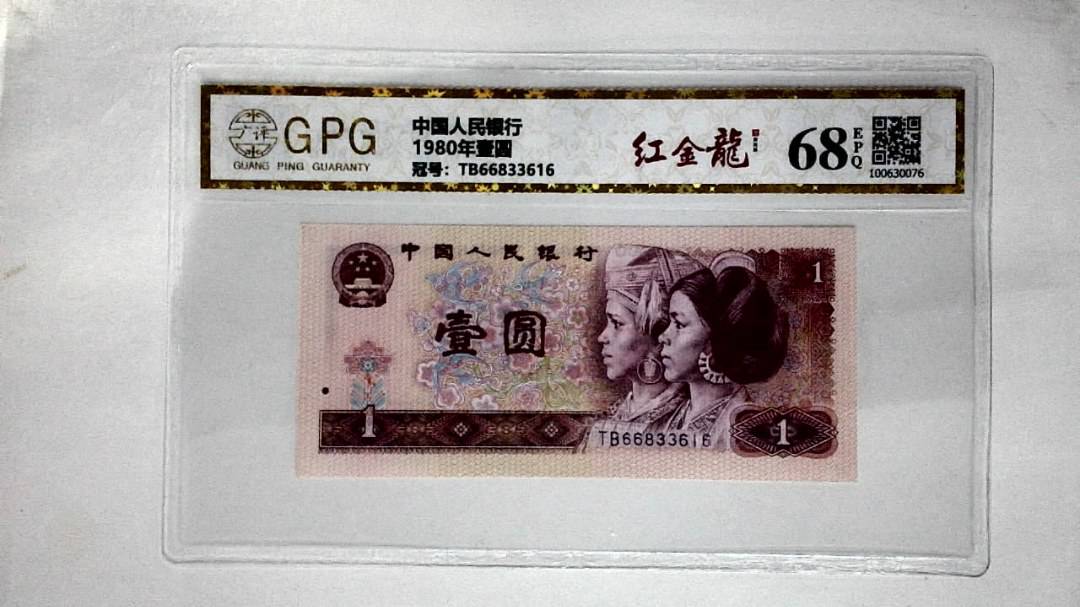 广评
GPG
GUANG PING GUARANTY
中国人民银行
1980年壹圆
冠号：TB66833616
红金龍
68
EPQ
100630076
中国人民银行
1
壹圆
1
TB66833616
1